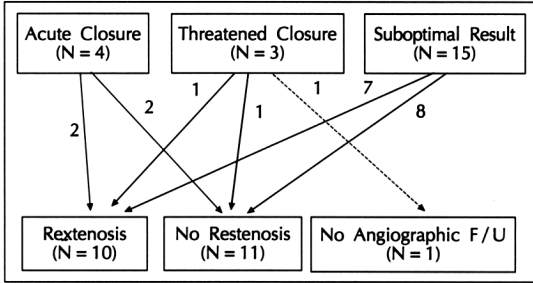 Acute Closure
(N = 4)
Threatened Closure
(N = 3)
Suboptimal Result
(N = 15)
1
1
7
2
1
8
2
Rextenosis
(N = 10)
No Restenosis
(N = 11)
No Angiographic F/U
(N = 1)